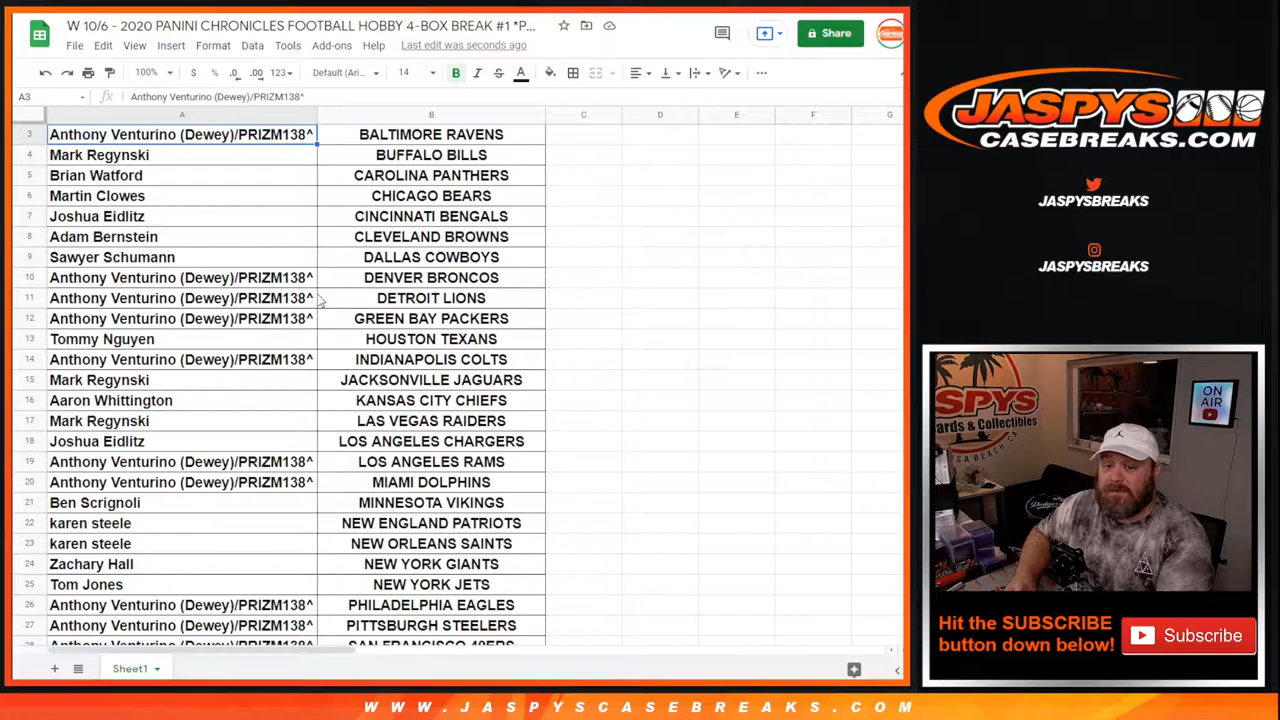 W 10/6 - 2020 PANINI CHRONICLES FOOTBALL HOBBY 4-BOX BREAK #1 *P...
File Edit View Insert Format Data Tools Add-ons Help Last edit was seconds ago
Share
100% $ % .0 .00 123 Default (Ari... 14 B I S A
A3 fx Anthony Venturino (Dewey)/PRIZM138^
A B C D E F G
3 Anthony Venturino (Dewey)/PRIZM138^ BALTIMORE RAVENS
4 Mark Regynski BUFFALO BILLS
5 Brian Watford CAROLINA PANTHERS
6 Martin Clowes CHICAGO BEARS
7 Joshua Eidlitz CINCINNATI BENGALS
8 Adam Bernstein CLEVELAND BROWNS
9 Sawyer Schumann DALLAS COWBOYS
10 Anthony Venturino (Dewey)/PRIZM138^ DENVER BRONCOS
11 Anthony Venturino (Dewey)/PRIZM138^ DETROIT LIONS
12 Anthony Venturino (Dewey)/PRIZM138^ GREEN BAY PACKERS
13 Tommy Nguyen HOUSTON TEXANS
14 Anthony Venturino (Dewey)/PRIZM138^ INDIANAPOLIS COLTS
15 Mark Regynski JACKSONVILLE JAGUARS
16 Aaron Whittington KANSAS CITY CHIEFS
17 Mark Regynski LAS VEGAS RAIDERS
18 Joshua Eidlitz LOS ANGELES CHARGERS
19 Anthony Venturino (Dewey)/PRIZM138^ LOS ANGELES RAMS
20 Anthony Venturino (Dewey)/PRIZM138^ MIAMI DOLPHINS
21 Ben Scrignoli MINNESOTA VIKINGS
22 karen steele NEW ENGLAND PATRIOTS
23 karen steele NEW ORLEANS SAINTS
24 Zachary Hall NEW YORK GIANTS
25 Tom Jones NEW YORK JETS
26 Anthony Venturino (Dewey)/PRIZM138^ PHILADELPHIA EAGLES
27 Anthony Venturino (Dewey)/PRIZM138^ PITTSBURGH STEELERS
28 Anthony Venturino (Dewey)/PRIZM138^ SAN FRANCISCO 49ERS
Sheet1
JASPYS
CASEBREAKS.COM
JASPYSBREAKS
JASPYSBREAKS
ON
AIR
Dodgers
Hit the SUBSCRIBE
button down below!
Subscribe
WWW.JASPYSCASEBREAKS.COM